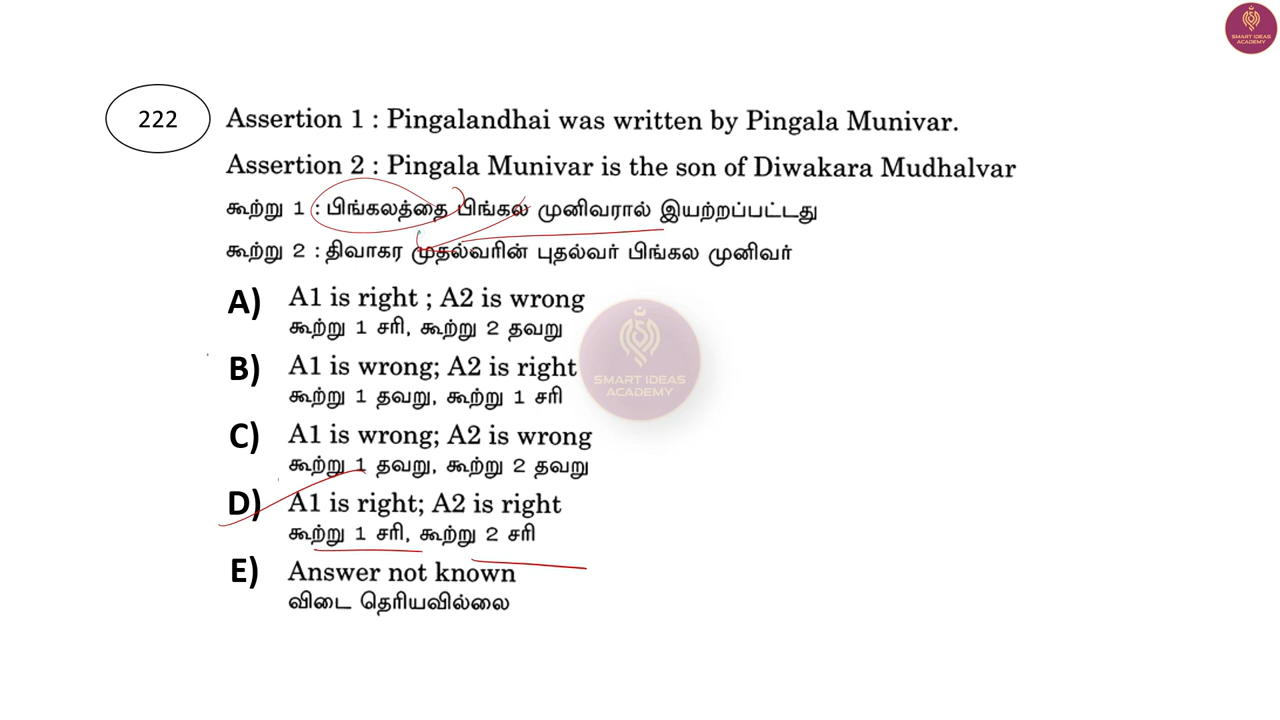 SMART IDEAS
ACADEMY
222
Assertion 1 : Pingalandhai was written by Pingala Munivar.
Assertion 2 : Pingala Munivar is the son of Diwakara Mudhalvar
கூற்று 1 : பிங்கலத்தை பிங்கல முனிவரால் இயற்றப்பட்டது
கூற்று 2 : திவாகர முதல்வரின் புதல்வர் பிங்கல முனிவர்
A) A1 is right ; A2 is wrong
கூற்று 1 சரி, கூற்று 2 தவறு
B) A1 is wrong; A2 is right
கூற்று 1 தவறு, கூற்று 1 சரி
SMART IDEAS
ACADEMY
C) A1 is wrong; A2 is wrong
கூற்று 1 தவறு, கூற்று 2 தவறு
D) A1 is right; A2 is right
கூற்று 1 சரி, கூற்று 2 சரி
E) Answer not known
விடை தெரியவில்லை